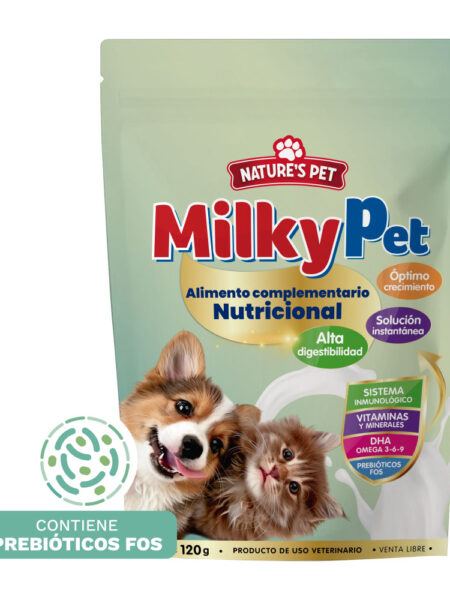 NATURE'S PET
MilkyPet
Óptimo
crecimiento
Alimento complementario
Nutricional
Solución
instantánea
Alta
digestibilidad
SISTEMA
INMUNOLÓGICO
VITAMINAS
Y MINERALES
DHA
OMEGA 3-6-9
PREBIÓTICOS
FOS
CONTIENE
PREBIÓTICOS FOS
120g • PRODUCTO DE USO VETERINARIO • VENTA LIBRE •